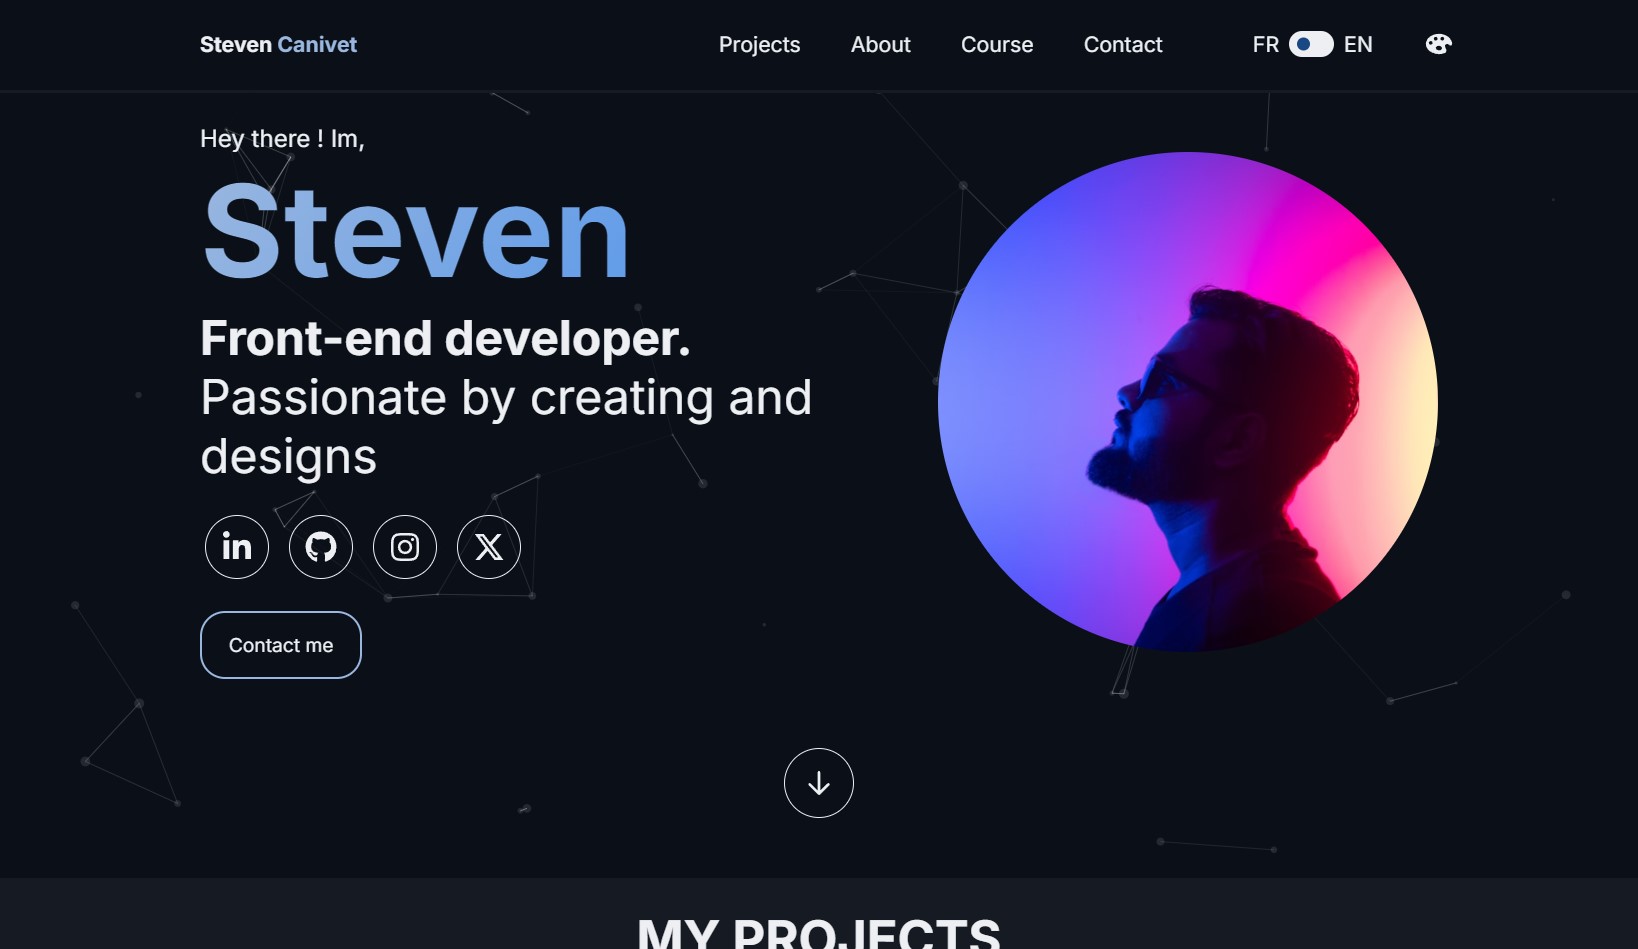 Steven Canivet
Projects
About
Course
Contact
FR
EN
Hey there ! Im,
Steven
Front-end developer.
Passionate by creating and
designs
in
X
Contact me
MY PROJECTS